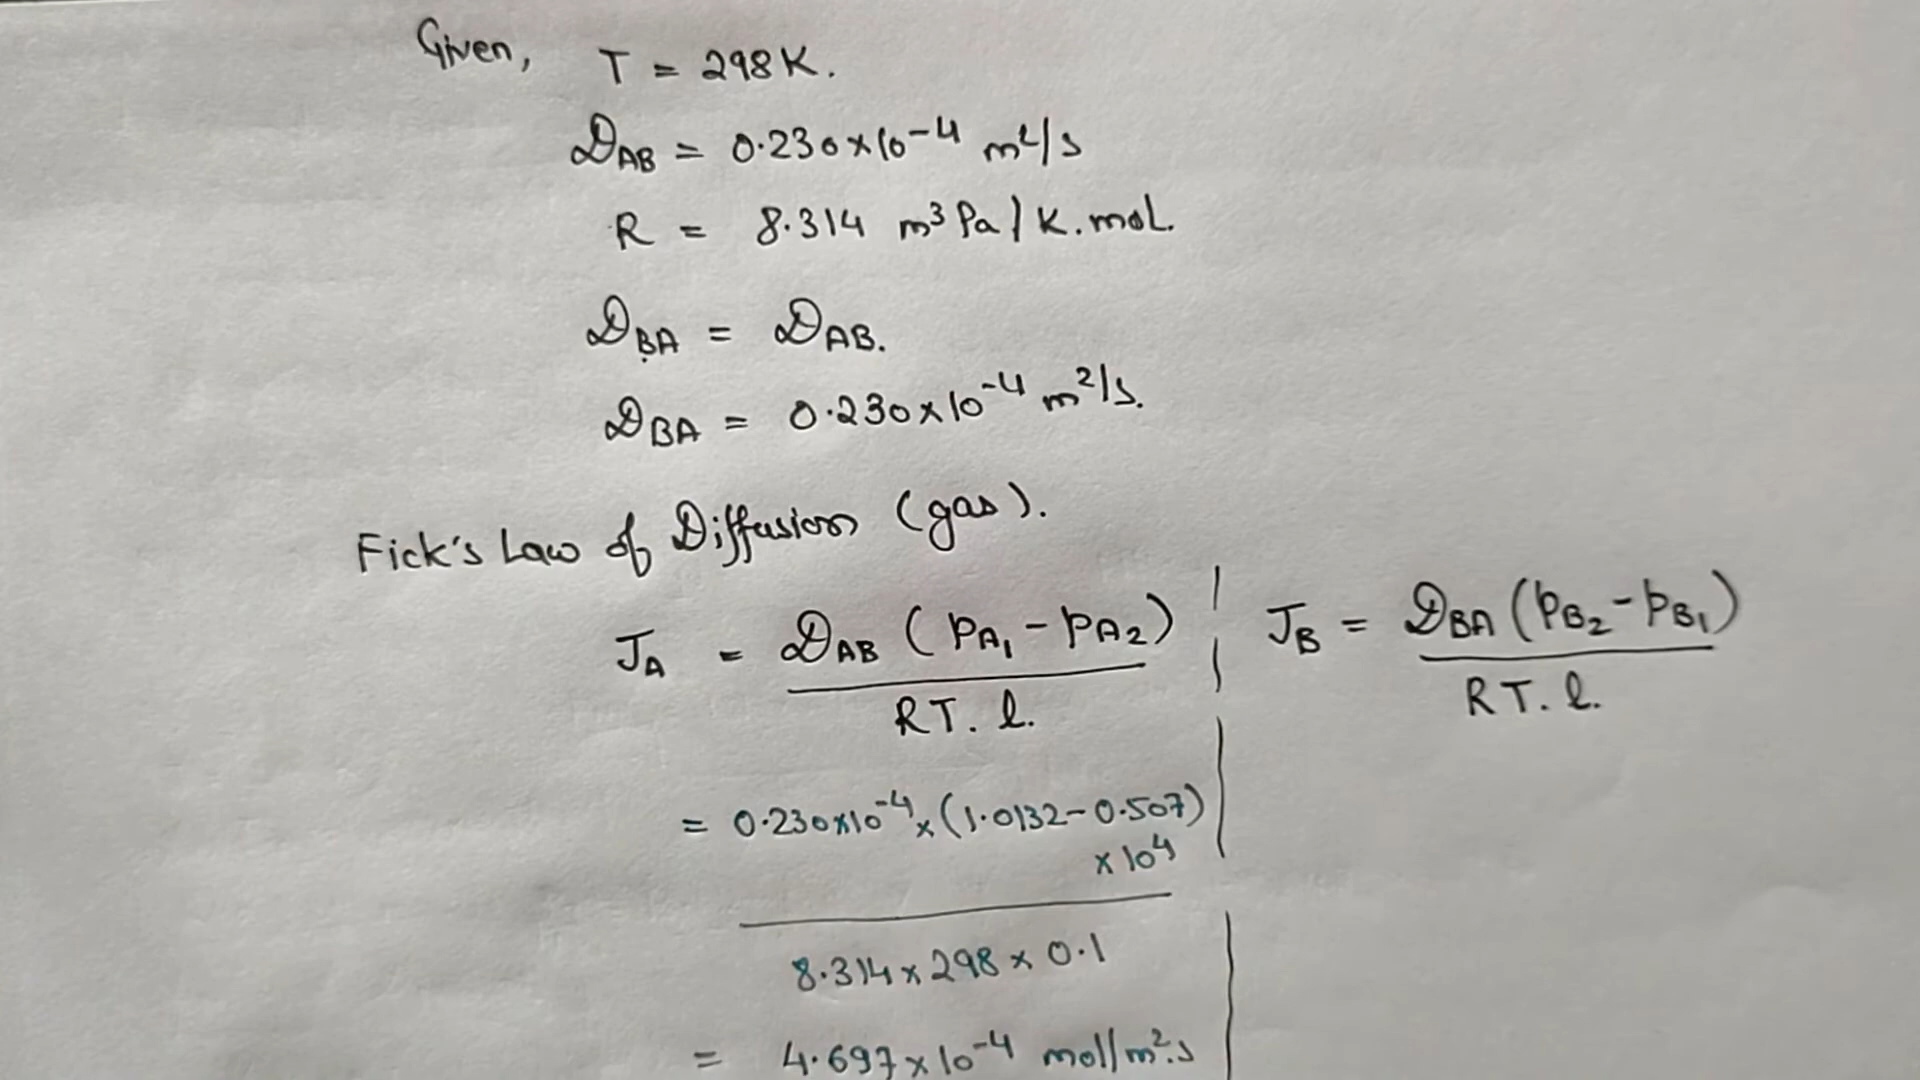 Given, T = 298 K.
𝒟AB = 0.230 × 10⁻⁴ m²/s
R = 8.314 m³ Pa / K. mol.
𝒟BA = 𝒟AB.
𝒟BA = 0.230 × 10⁻⁴ m²/s.
Fick's Law of Diffusion (gas).
JA = 𝒟AB (pA₁ - pA₂) / RT. l.
JB = 𝒟BA (pB₂ - pB₁) / RT. l.
= 0.230×10⁻⁴ × (1.0132 - 0.507)
× 10⁴
8.314 × 298 × 0.1
= 4.697 × 10⁻⁴ mol/m².s